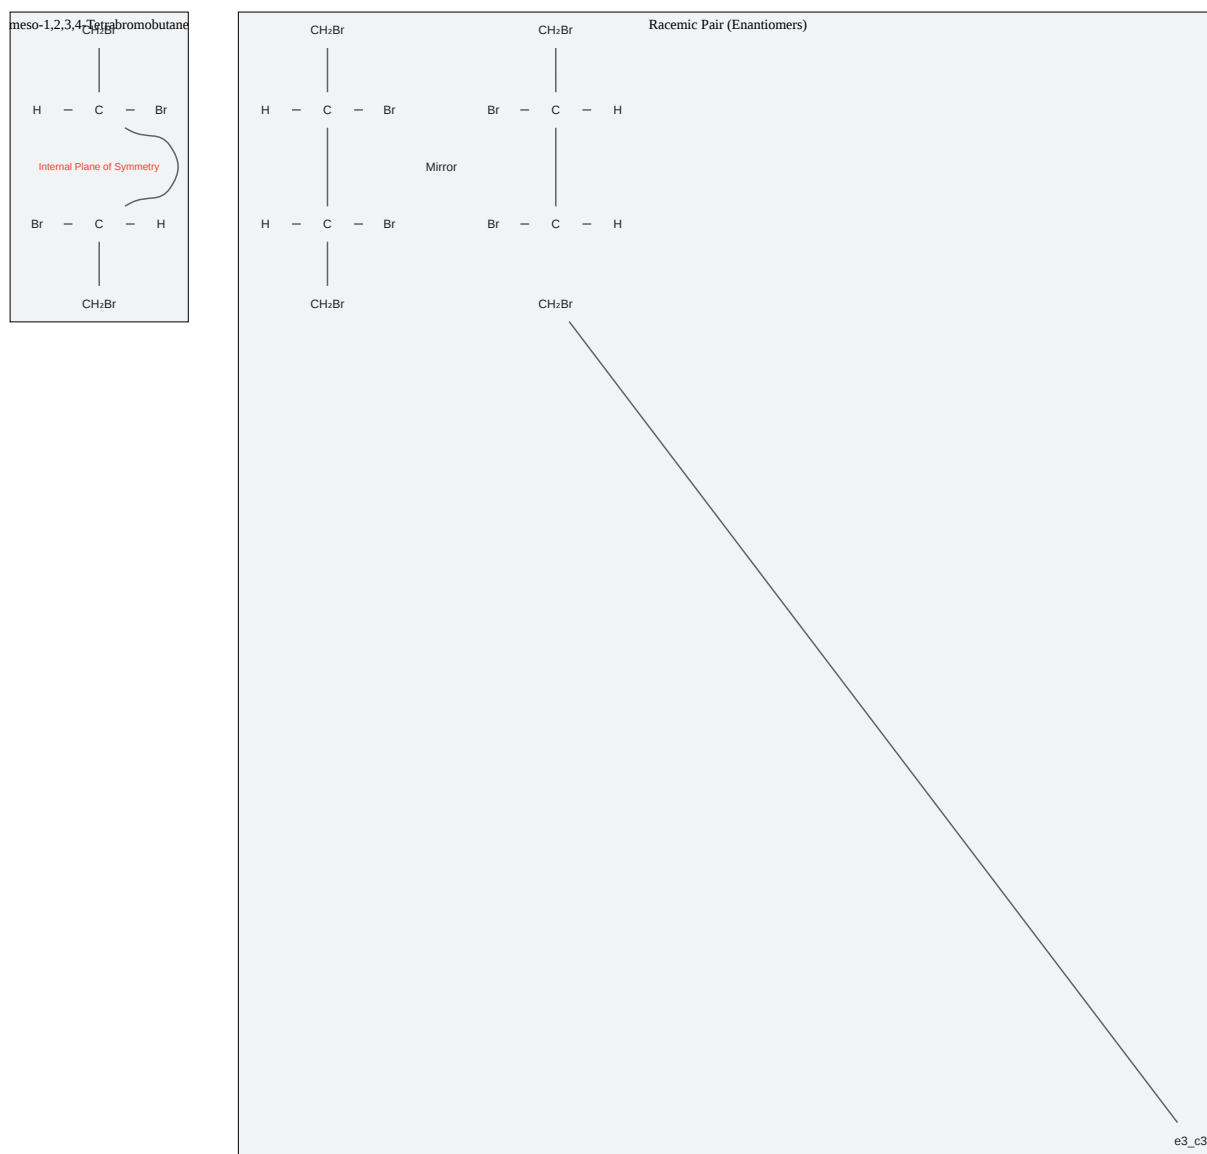 meso-1,2,3,4-Tetrabromobutane
CH₂Br
H – C – Br
Internal Plane of Symmetry
Br – C – H
CH₂Br
Racemic Pair (Enantiomers)
CH₂Br CH₂Br
H – C – Br Br – C – H
Mirror
H – C – Br Br – C – H
CH₂Br CH₂Br
e3_c3